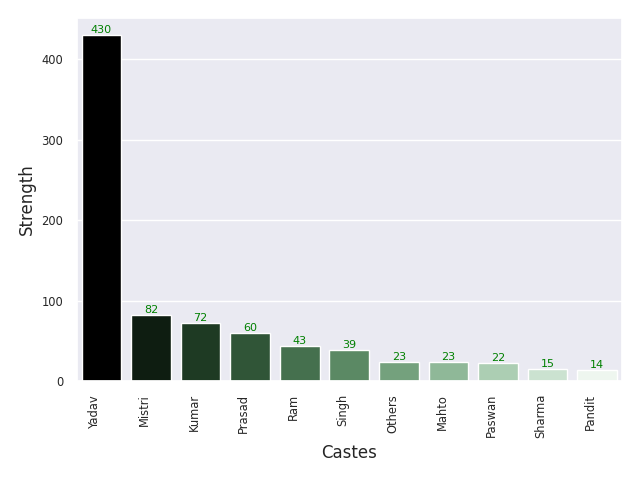 430
400
300
Strength
200
100
82
72
60
43
39
23
23
22
15
14
0
Yadav
Mistri
Kumar
Prasad
Ram
Singh
Others
Mahto
Paswan
Sharma
Pandit
Castes